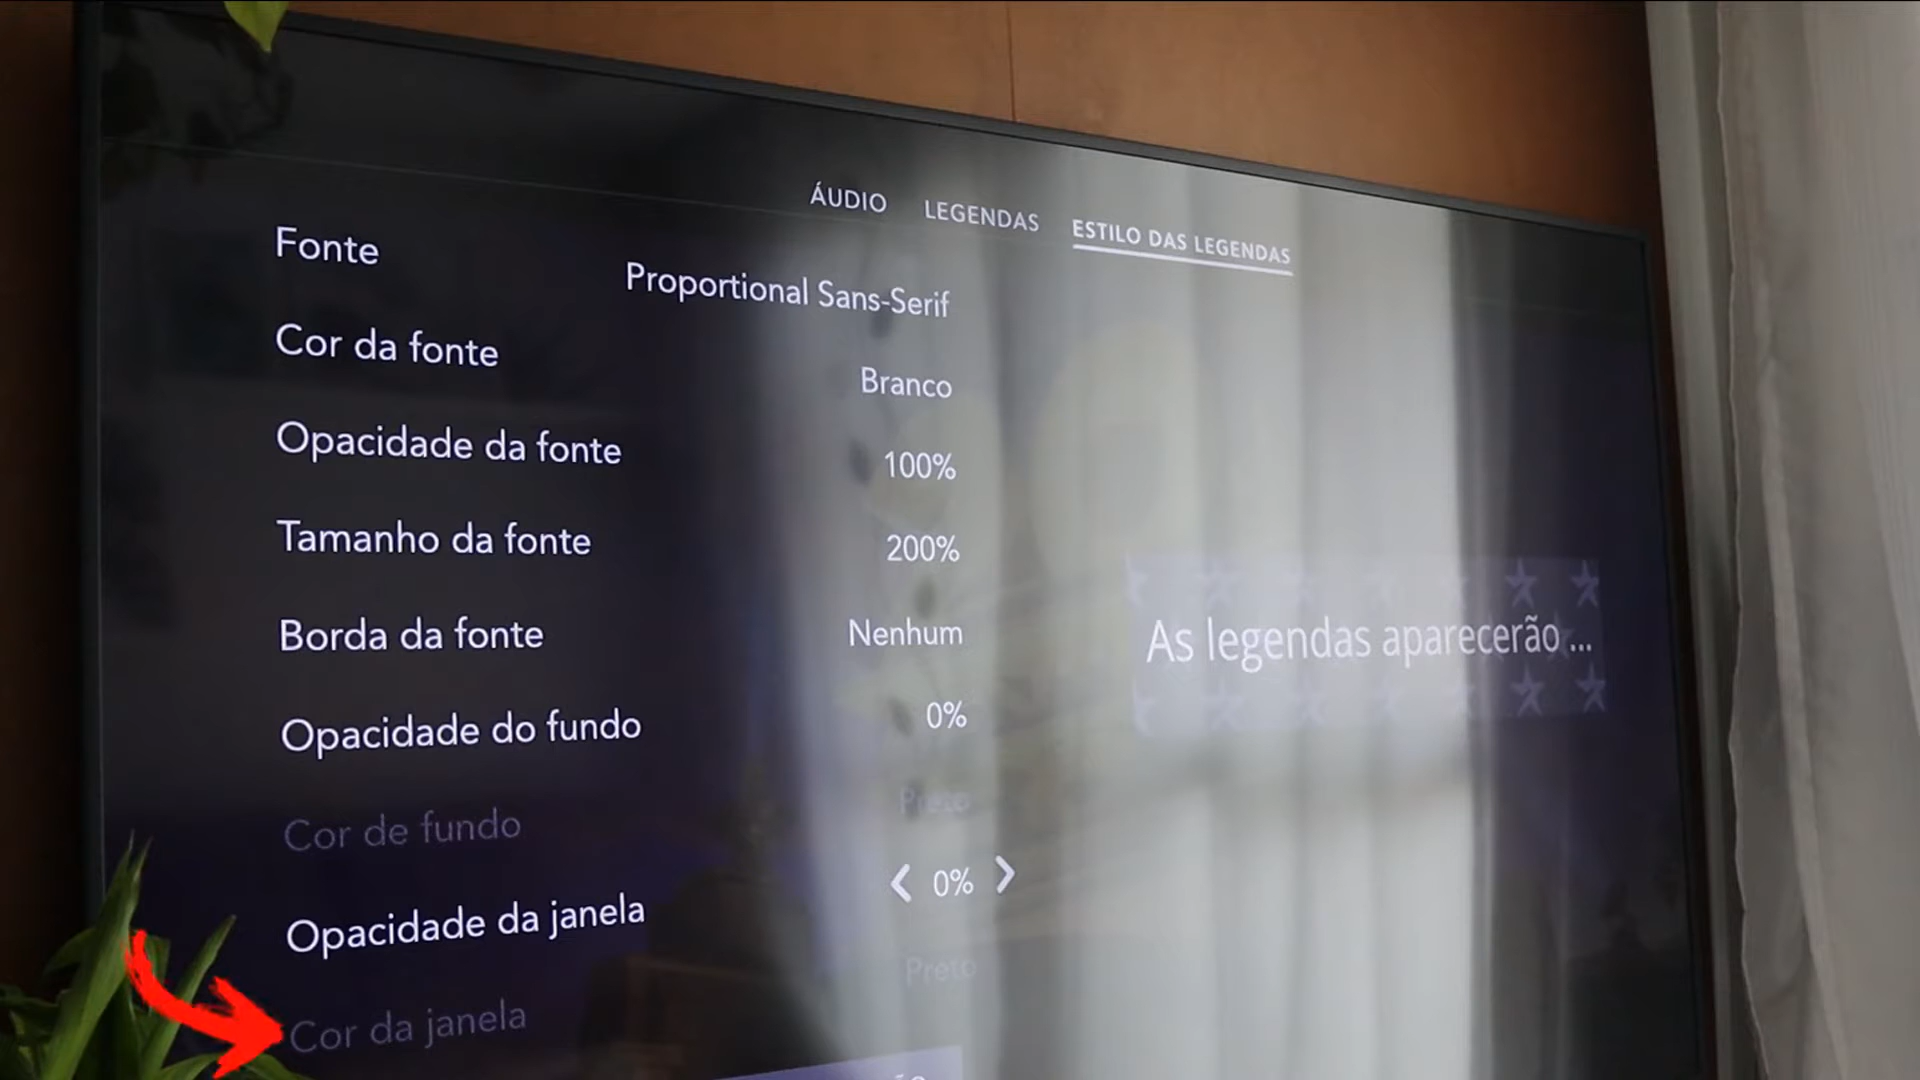 ÁUDIO LEGENDAS ESTILO DAS LEGENDAS
Fonte Proportional Sans-Serif
Cor da fonte Branco
Opacidade da fonte 100%
Tamanho da fonte 200%
Borda da fonte Nenhum
Opacidade do fundo 0%
Cor de fundo Preto
Opacidade da janela < 0% >
Cor da janela Preto
As legendas aparecerão ...